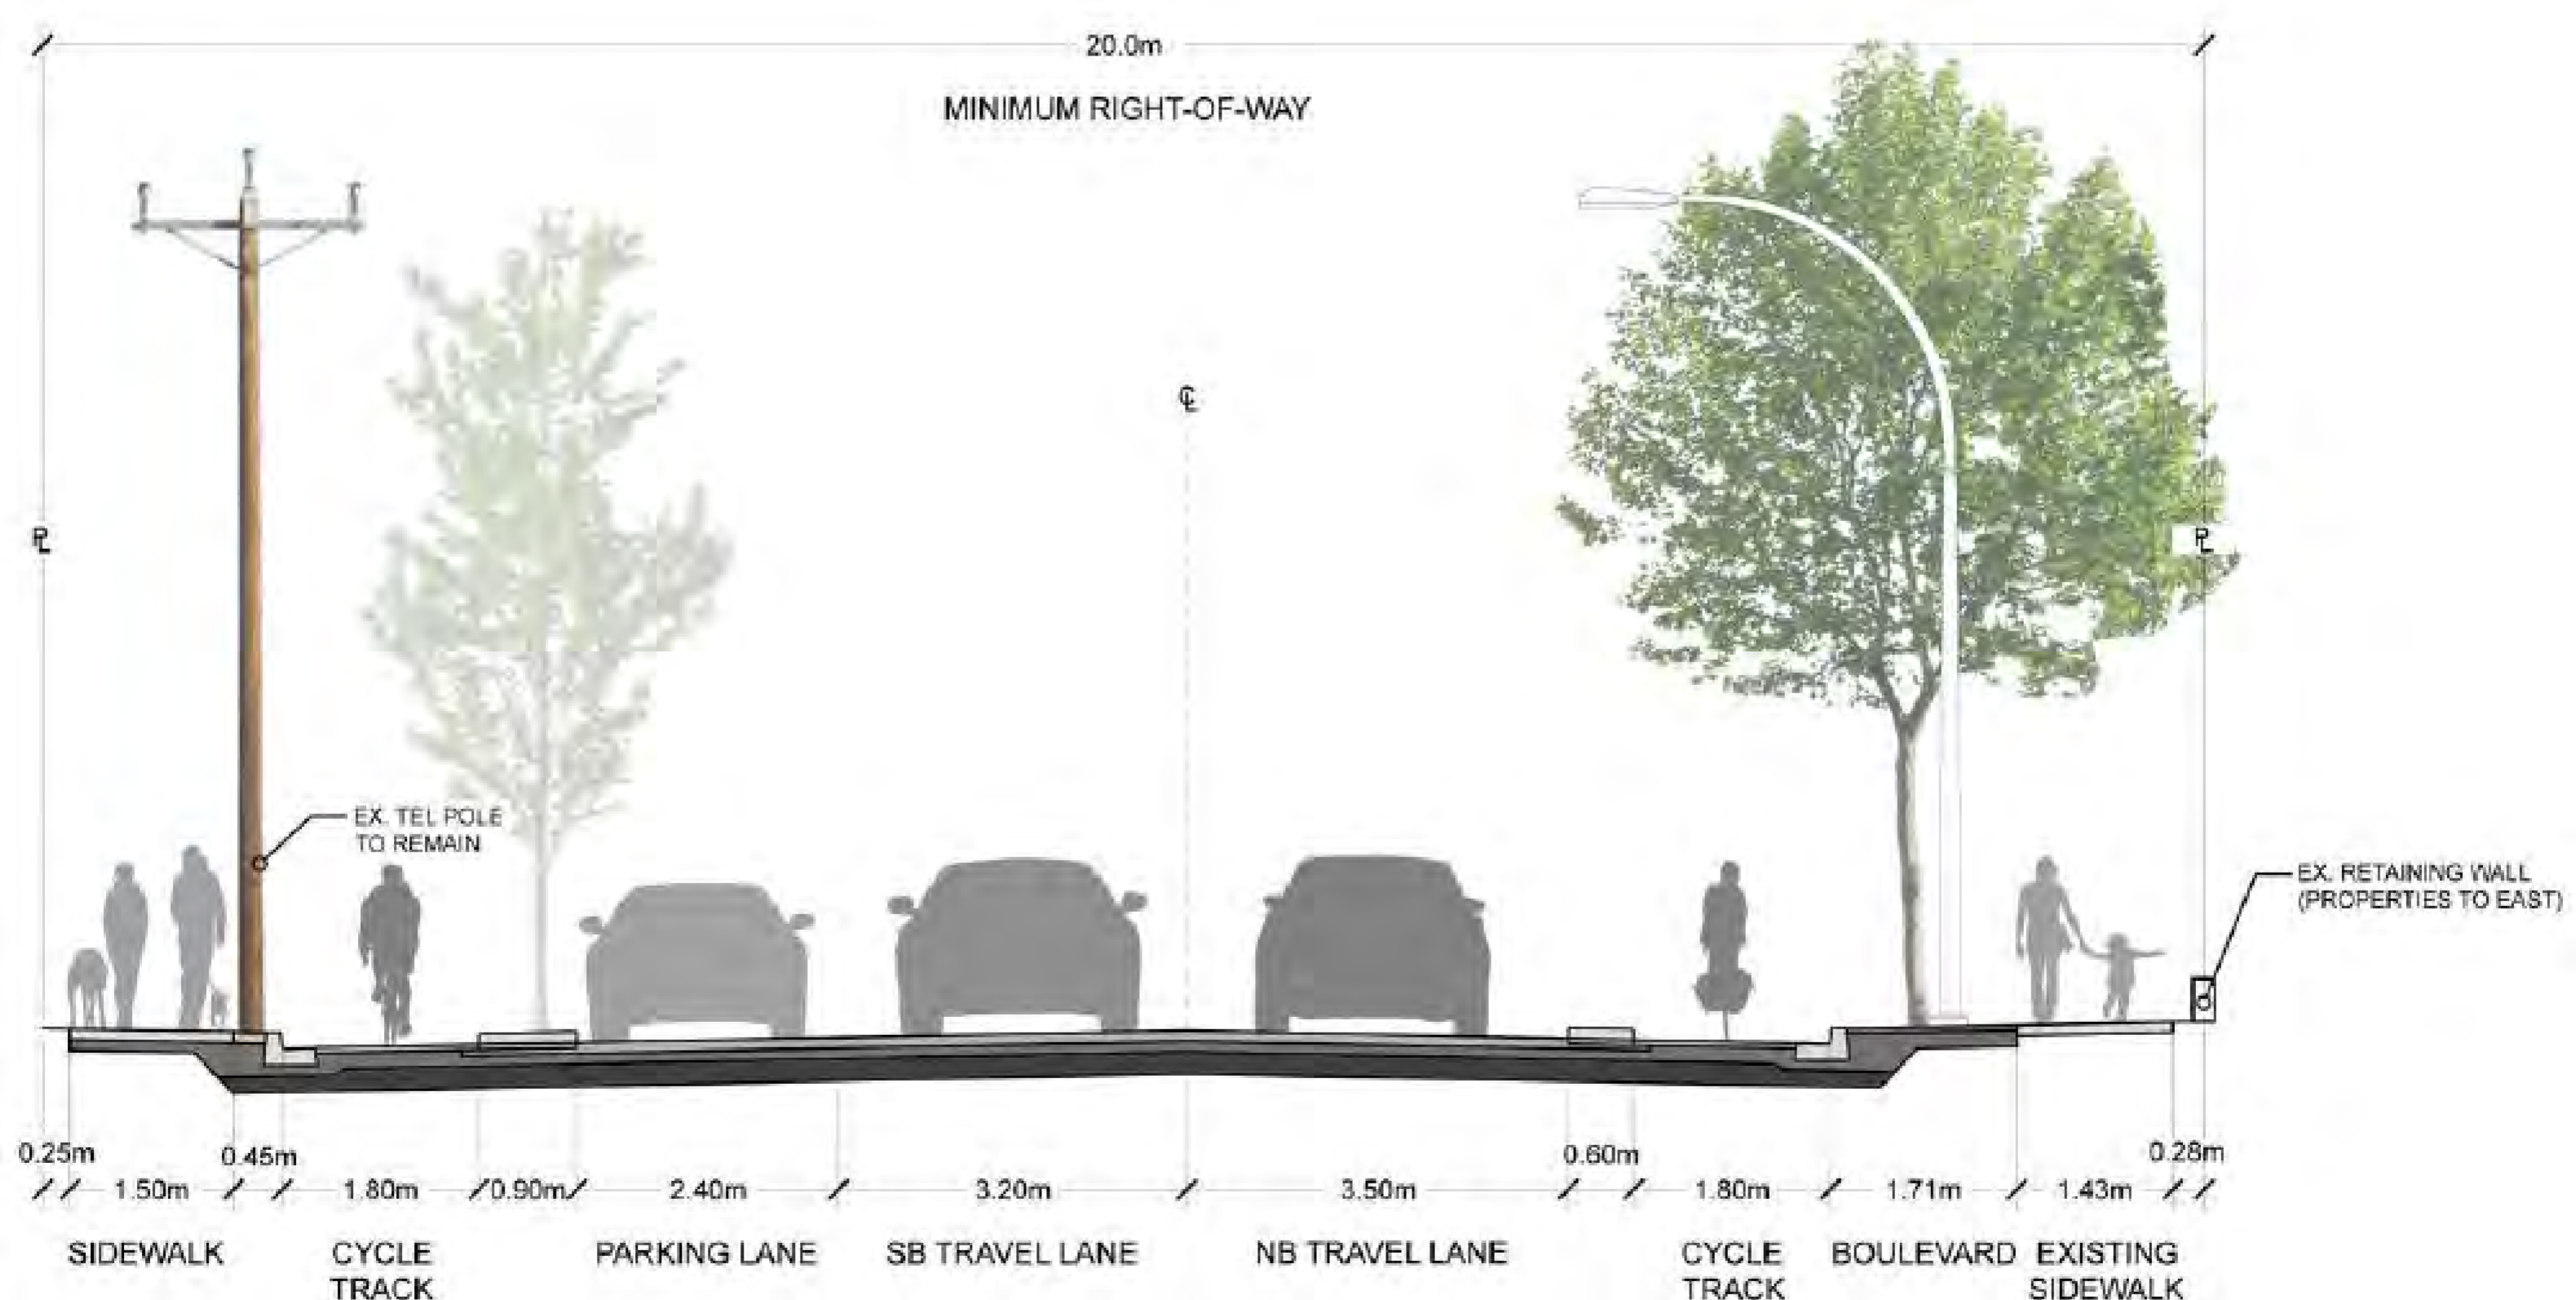 20.0m
MINIMUM RIGHT-OF-WAY
℄
PL
PL
EX. TEL POLE
TO REMAIN
EX. RETAINING WALL
(PROPERTIES TO EAST)
0.25m 0.45m 0.60m 0.28m
1.50m 1.80m 0.90m 2.40m 3.20m 3.50m 1.80m 1.71m 1.43m
SIDEWALK CYCLE PARKING LANE SB TRAVEL LANE NB TRAVEL LANE CYCLE BOULEVARD EXISTING
TRACK TRACK SIDEWALK